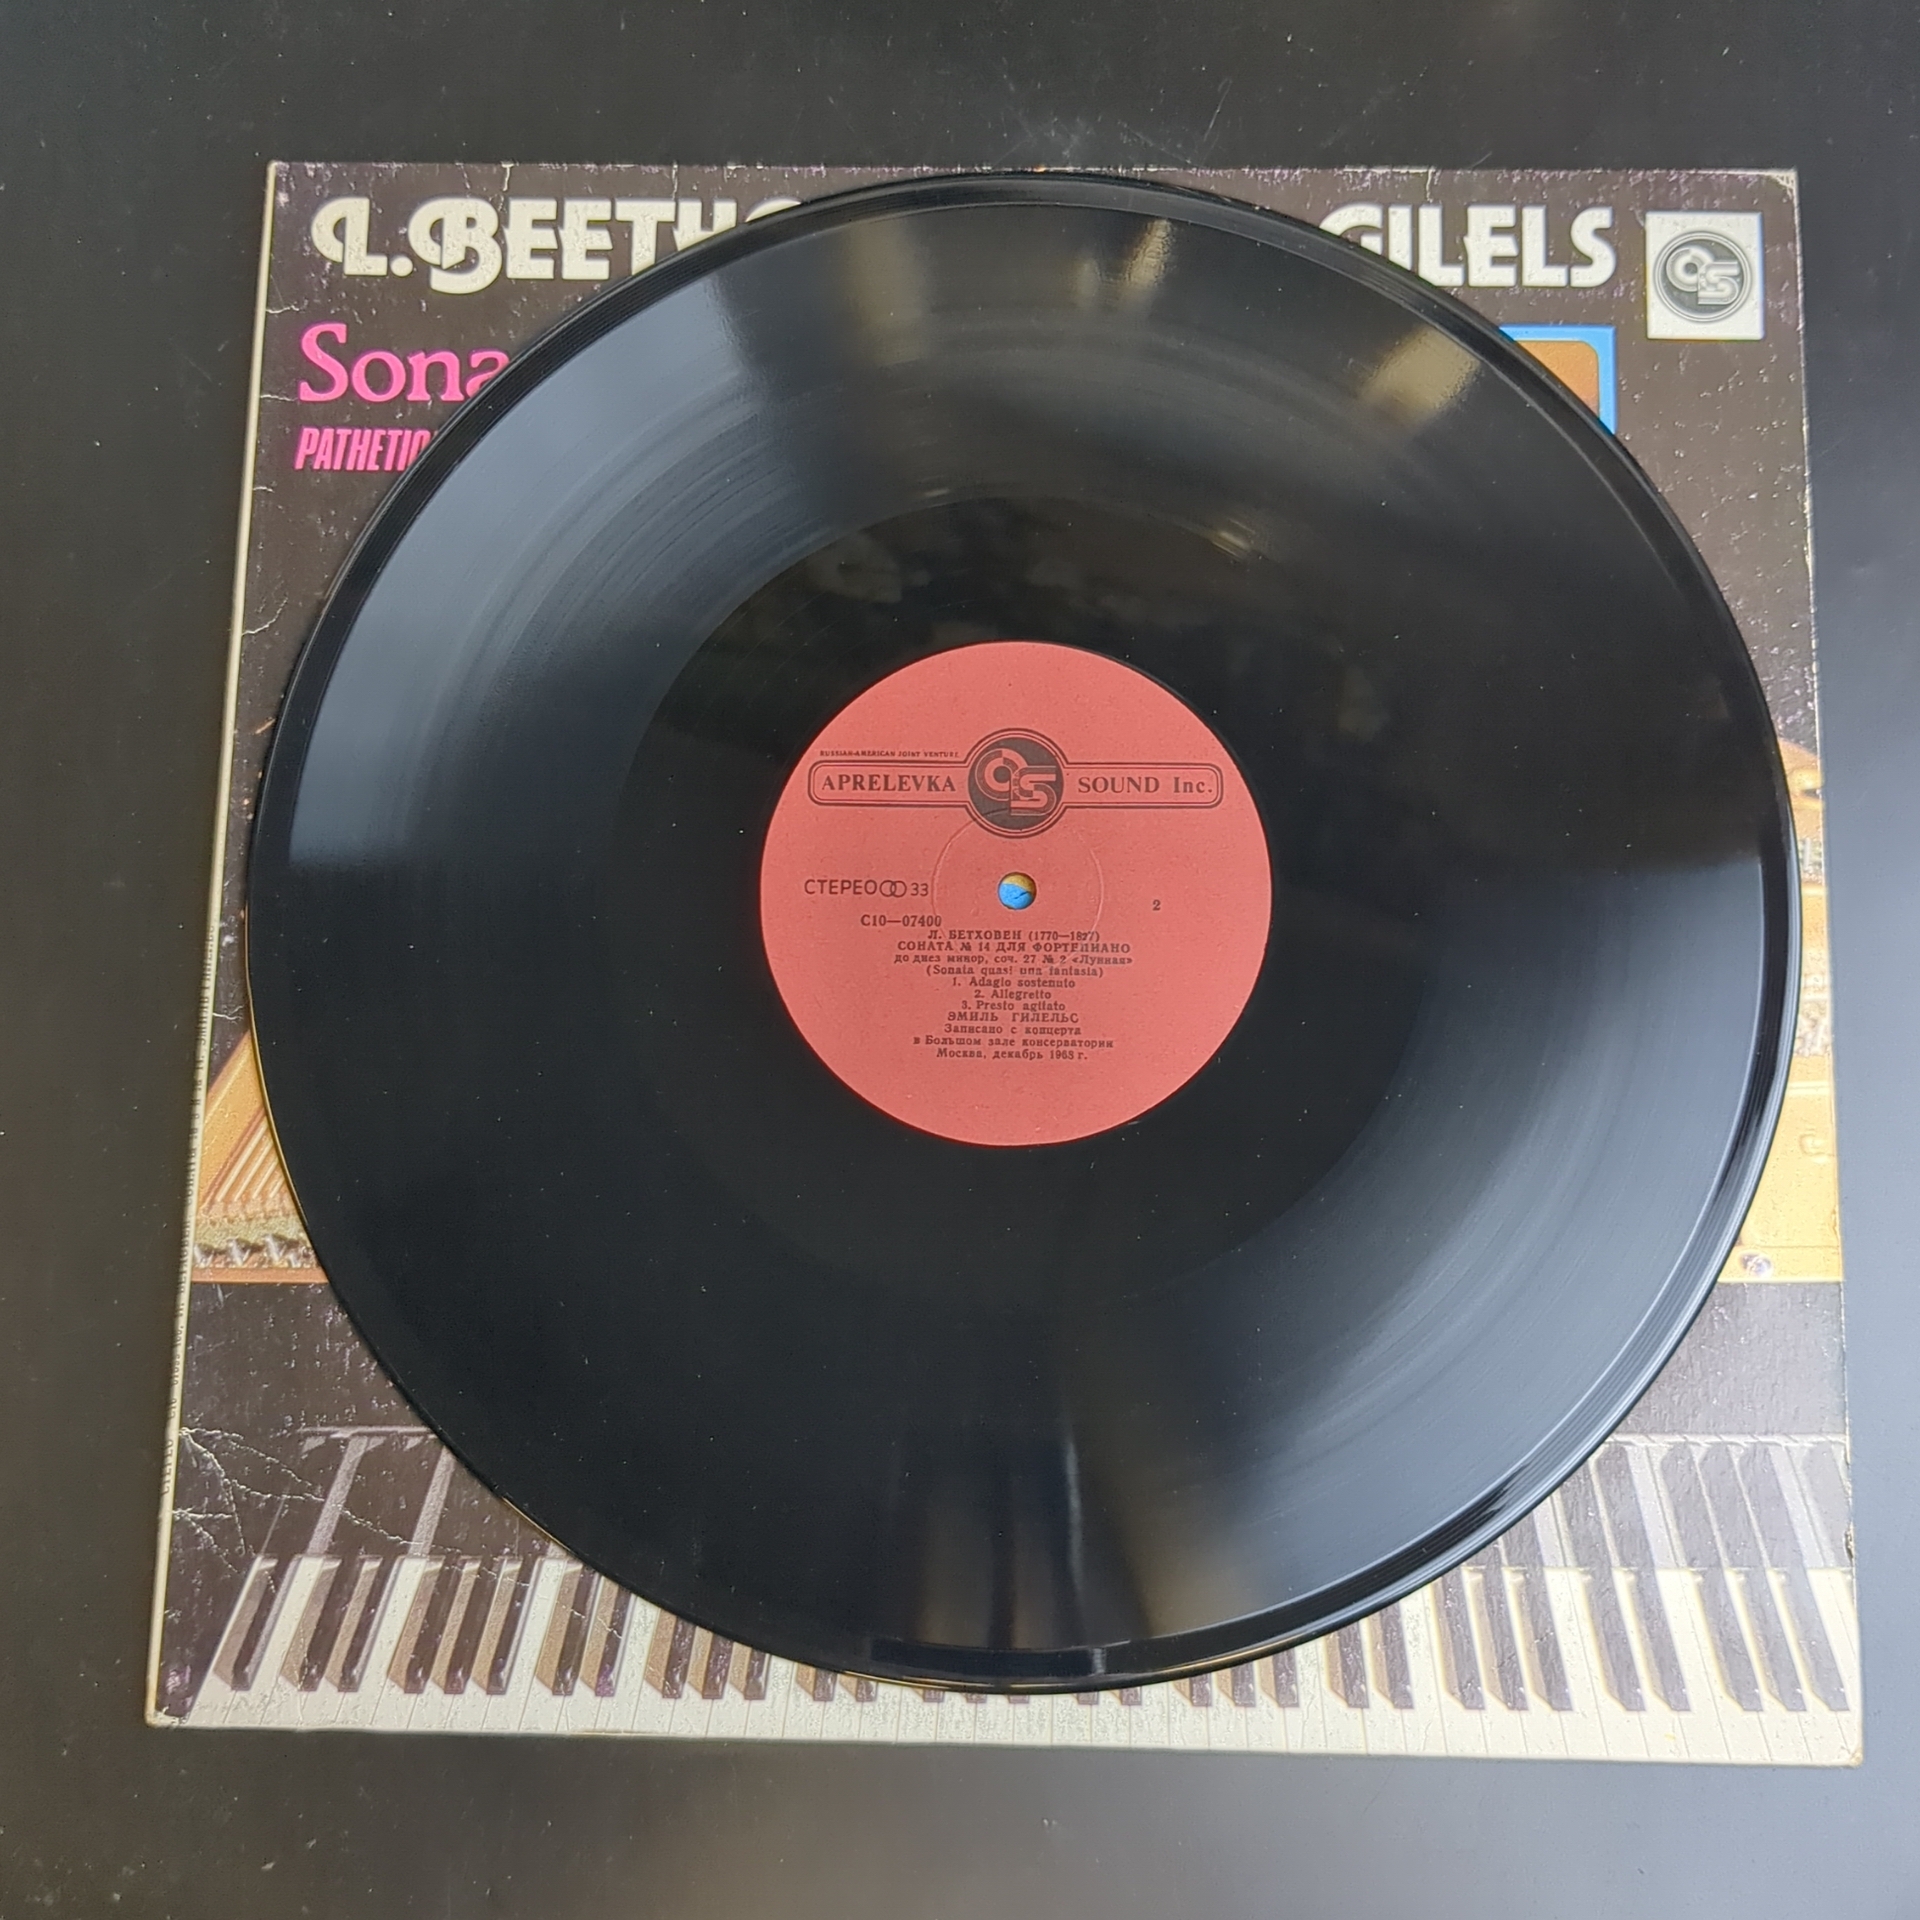 L.BEETHO
GILELS
Sona
PATHETIQ
RUSSIAN-AMERICAN JOINT VENTURE
APRELEVKA SOUND Inc.
СТЕРЕО 33
2
С10—07400
Л. БЕТХОВЕН (1770—1827)
СОНАТА № 14 ДЛЯ ФОРТЕПИАНО
до диез минор, соч. 27 № 2 «Лунная»
(Sonata quasi una fantasia)
1. Adagio sostenuto
2. Allegretto
3. Presto agitato
ЭМИЛЬ ГИЛЕЛЬС
Записано с концерта
в Большом зале консерватории
Москва, декабрь 1968 г.